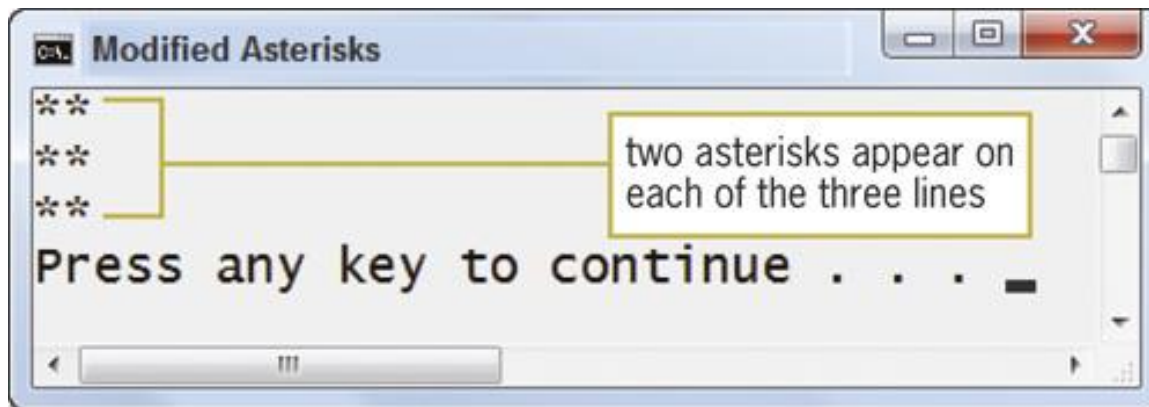 C:\.
Modified Asterisks
**
**
**
two asterisks appear on
each of the three lines
Press any key to continue . . . _